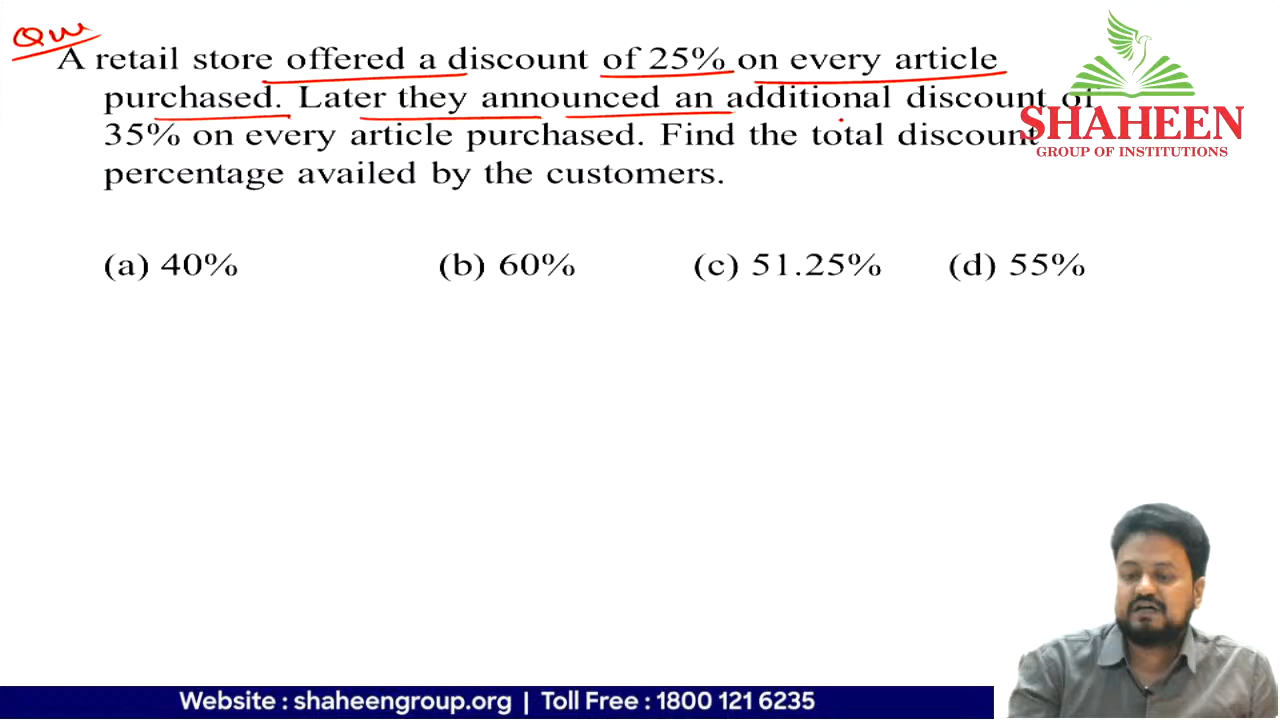 Qus
A retail store offered a discount of 25% on every article
purchased. Later they announced an additional discount of
35% on every article purchased. Find the total discount
percentage availed by the customers.
(a) 40% (b) 60% (c) 51.25% (d) 55%
SHAHEEN
GROUP OF INSTITUTIONS
Website : shaheengroup.org | Toll Free : 1800 121 6235